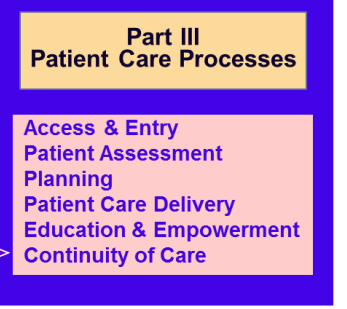 Part III
Patient Care Processes
Access & Entry
Patient Assessment
Planning
Patient Care Delivery
Education & Empowerment
> Continuity of Care